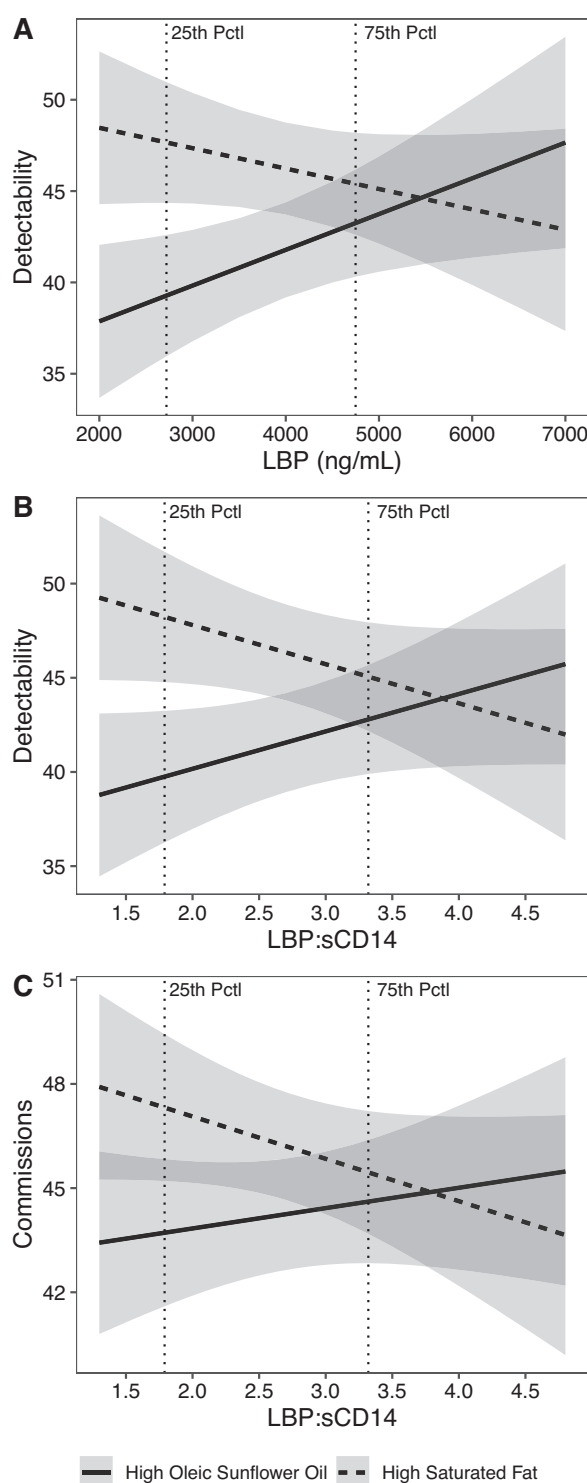 A
25th Pctl 75th Pctl
50
45
40
35
Detectability
2000 3000 4000 5000 6000 7000
LBP (ng/mL)
B
25th Pctl 75th Pctl
50
45
40
35
Detectability
1.5 2.0 2.5 3.0 3.5 4.0 4.5
LBP:sCD14
C
25th Pctl 75th Pctl
51
48
45
42
Commissions
1.5 2.0 2.5 3.0 3.5 4.0 4.5
LBP:sCD14
High Oleic Sunflower Oil High Saturated Fat